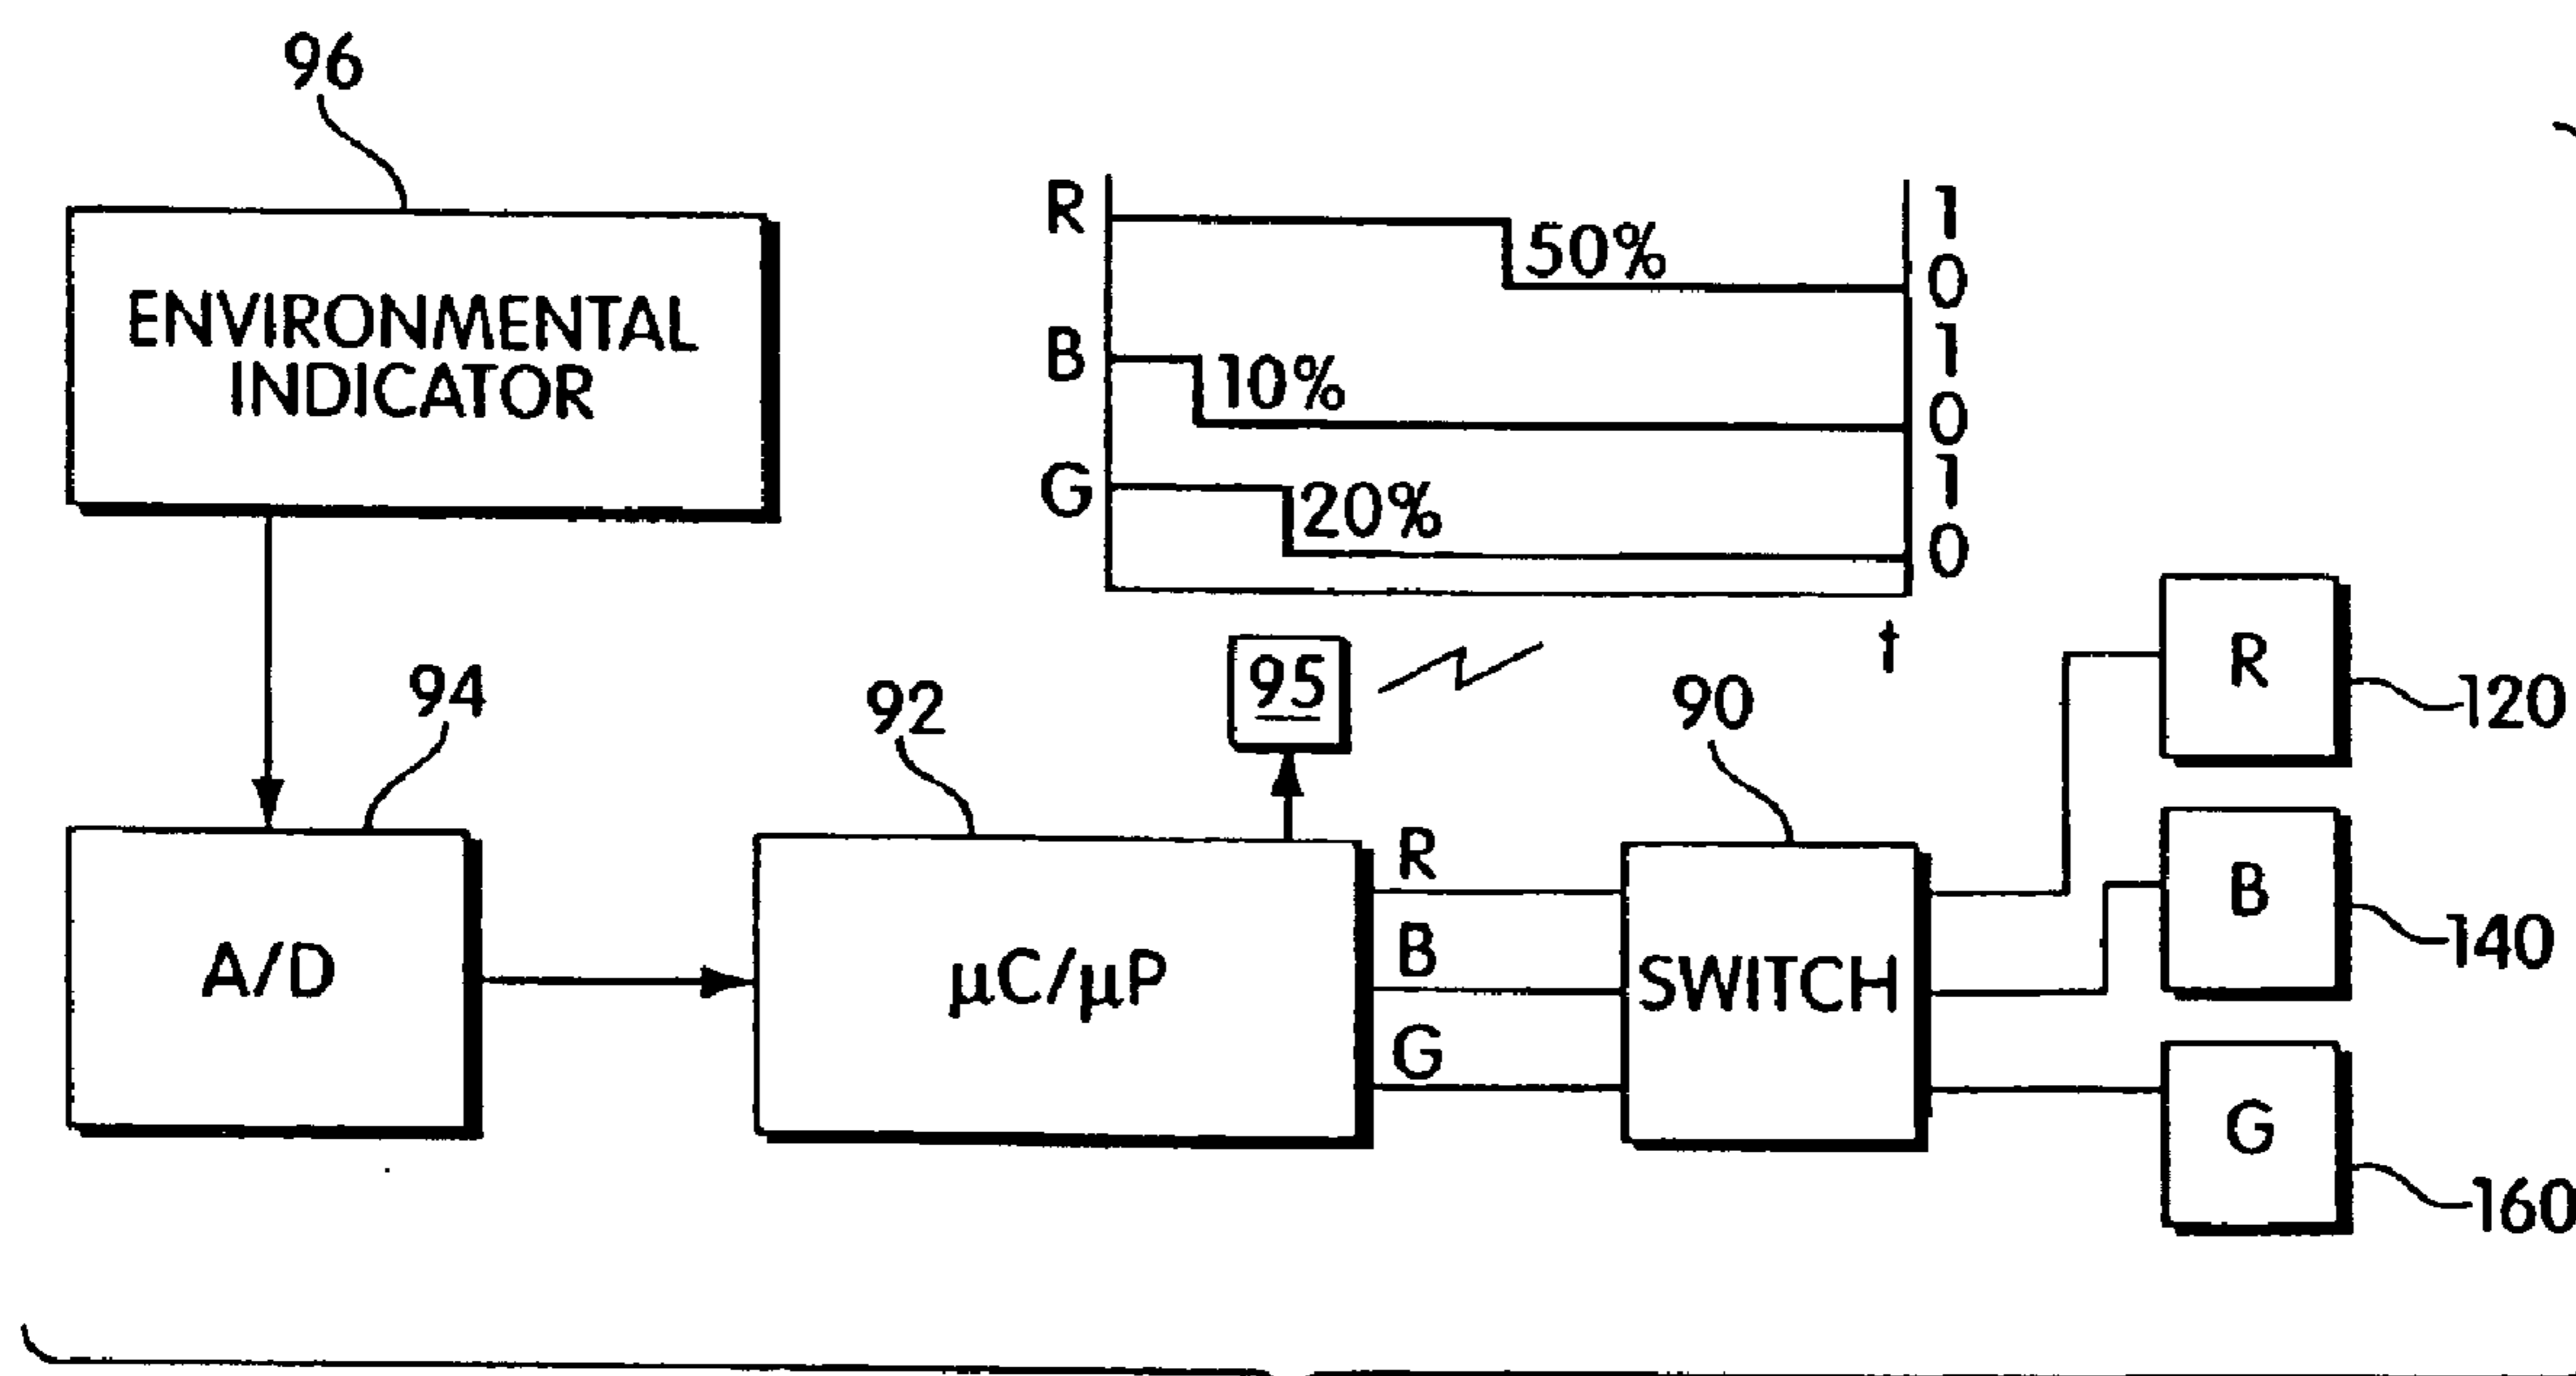 96
ENVIRONMENTAL
INDICATOR
R
1
50%
0
B
1
10%
0
G
1
20%
0
t
95
94
92
90
R
120
A/D
µC/µP
R
B
G
SWITCH
B
140
G
160